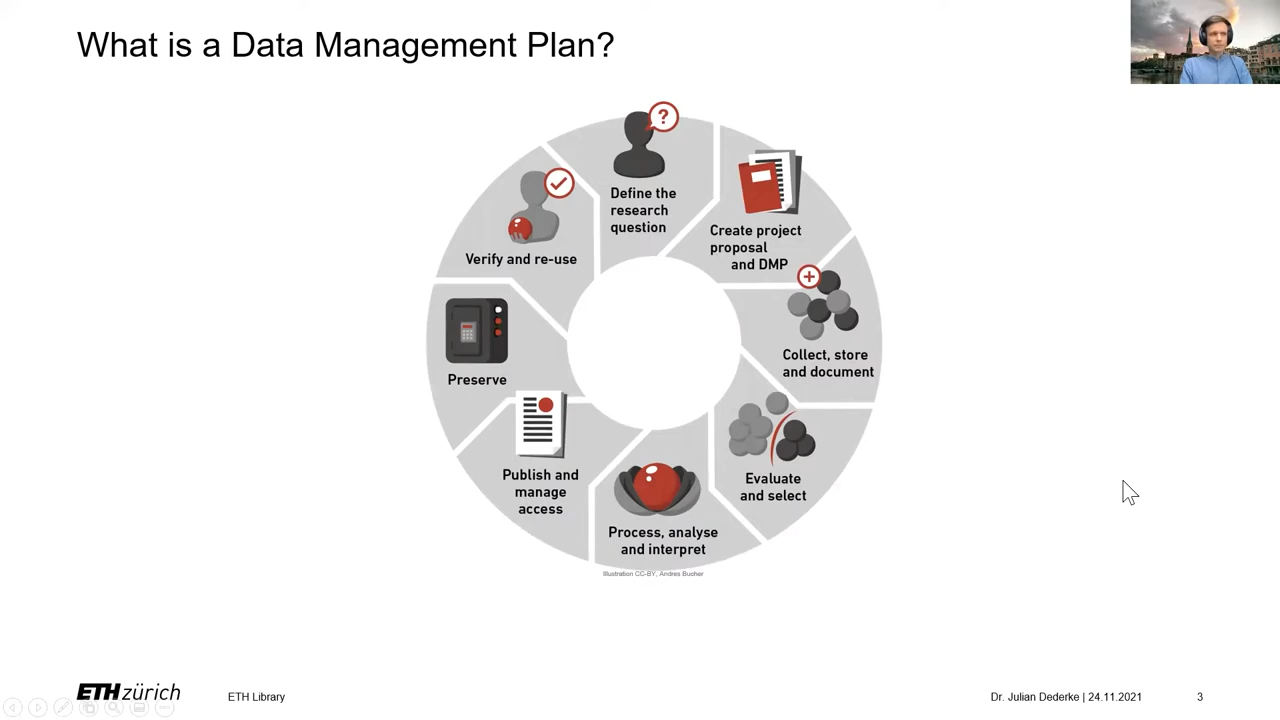 What is a Data Management Plan?
?
Define the
research
question
Create project
proposal
and DMP
Collect, store
and document
Evaluate
and select
Process, analyse
and interpret
Publish and
manage
access
Preserve
Verify and re-use
Illustration CC-BY, Andres Bucher
ETH zürich
ETH Library
Dr. Julian Dederke | 24.11.2021
3